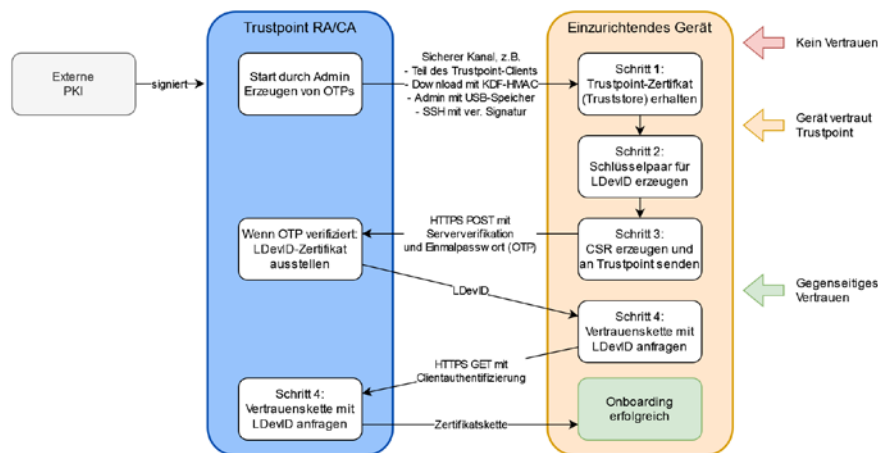 Trustpoint RA/CA
Einzurichtendes Gerät
Externe
PKI
signiert
Start durch Admin
Erzeugen von OTPs
Sicherer Kanal, z.B.
- Teil des Trustpoint-Clients
- Download mit KDF-HMAC
- Admin mit USB-Speicher
- SSH mit ver. Signatur
Schritt 1:
Trustpoint-Zertifkat
(Truststore) erhalten
Kein Vertrauen
Gerät vertraut
Trustpoint
Schritt 2:
Schlüsselpaar für
LDevID erzeugen
Wenn OTP verifiziert:
LDevID-Zertifikat
ausstellen
HTTPS POST mit
Serververifikation
und Einmalpasswort (OTP)
Schritt 3:
CSR erzeugen und
an Trustpoint senden
Gegenseitiges
Vertrauen
LDevID
Schritt 4:
Vertrauenskette mit
LDevID anfragen
HTTPS GET mit
Clientauthentifizierung
Schritt 4:
Vertrauenskette mit
LDevID anfragen
Zertifikatskette
Onboarding
erfolgreich